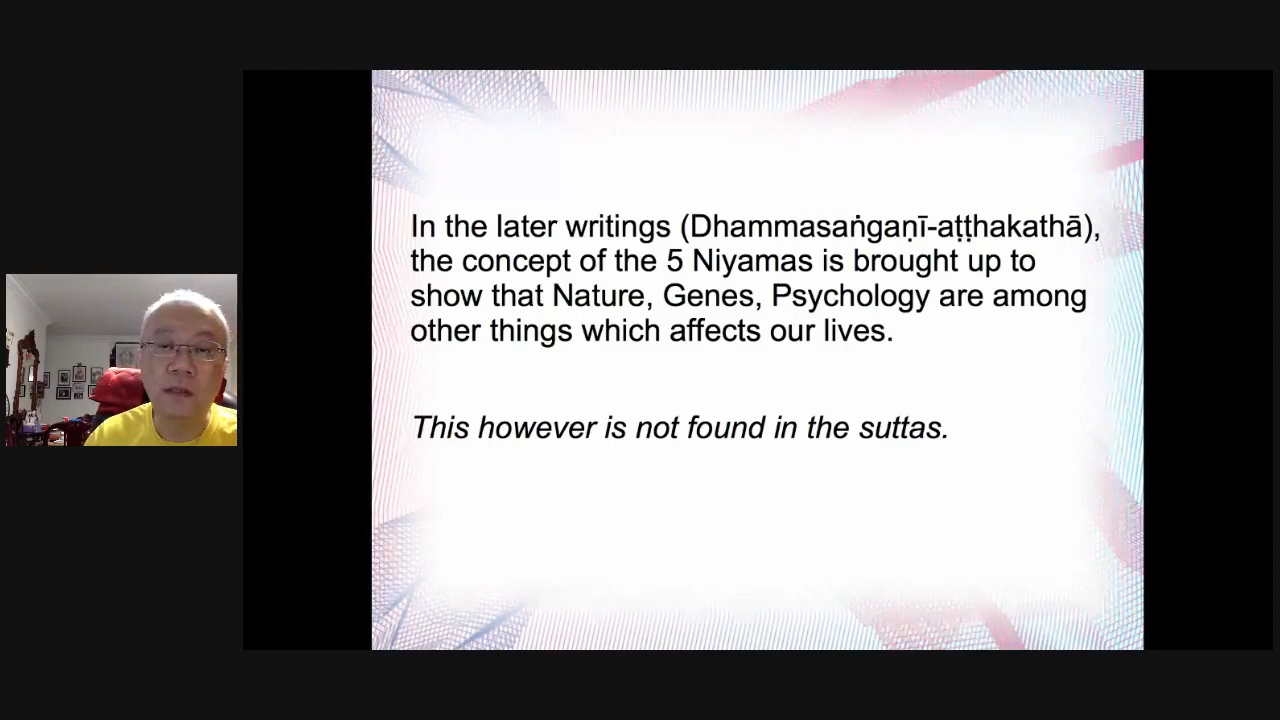 In the later writings (Dhammasaṅgaṇī-aṭṭhakathā),
the concept of the 5 Niyamas is brought up to
show that Nature, Genes, Psychology are among
other things which affects our lives.
This however is not found in the suttas.